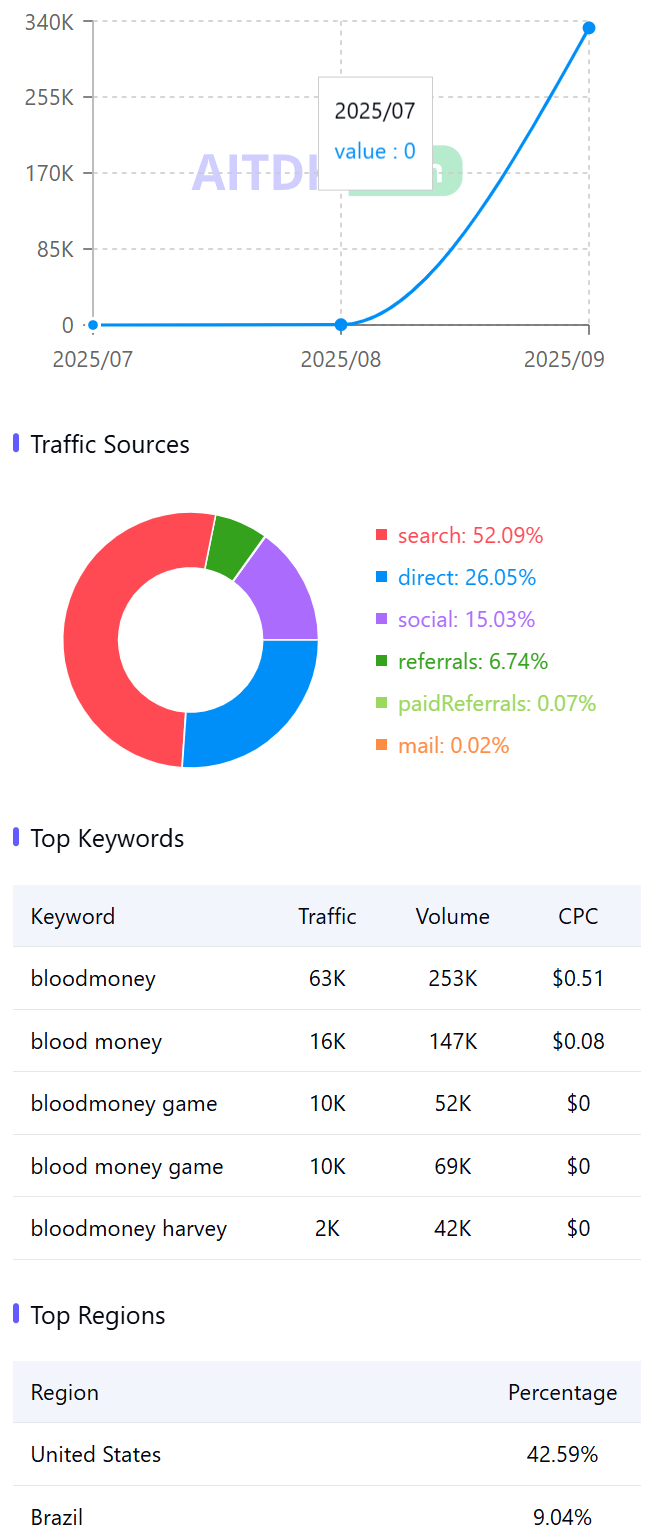 340K
255K
170K
85K
0
2025/07
value : 0
AITD
2025/07 2025/08 2025/09
Traffic Sources
search: 52.09%
direct: 26.05%
social: 15.03%
referrals: 6.74%
paidReferrals: 0.07%
mail: 0.02%
Top Keywords
Keyword Traffic Volume CPC
bloodmoney 63K 253K $0.51
blood money 16K 147K $0.08
bloodmoney game 10K 52K $0
blood money game 10K 69K $0
bloodmoney harvey 2K 42K $0
Top Regions
Region Percentage
United States 42.59%
Brazil 9.04%